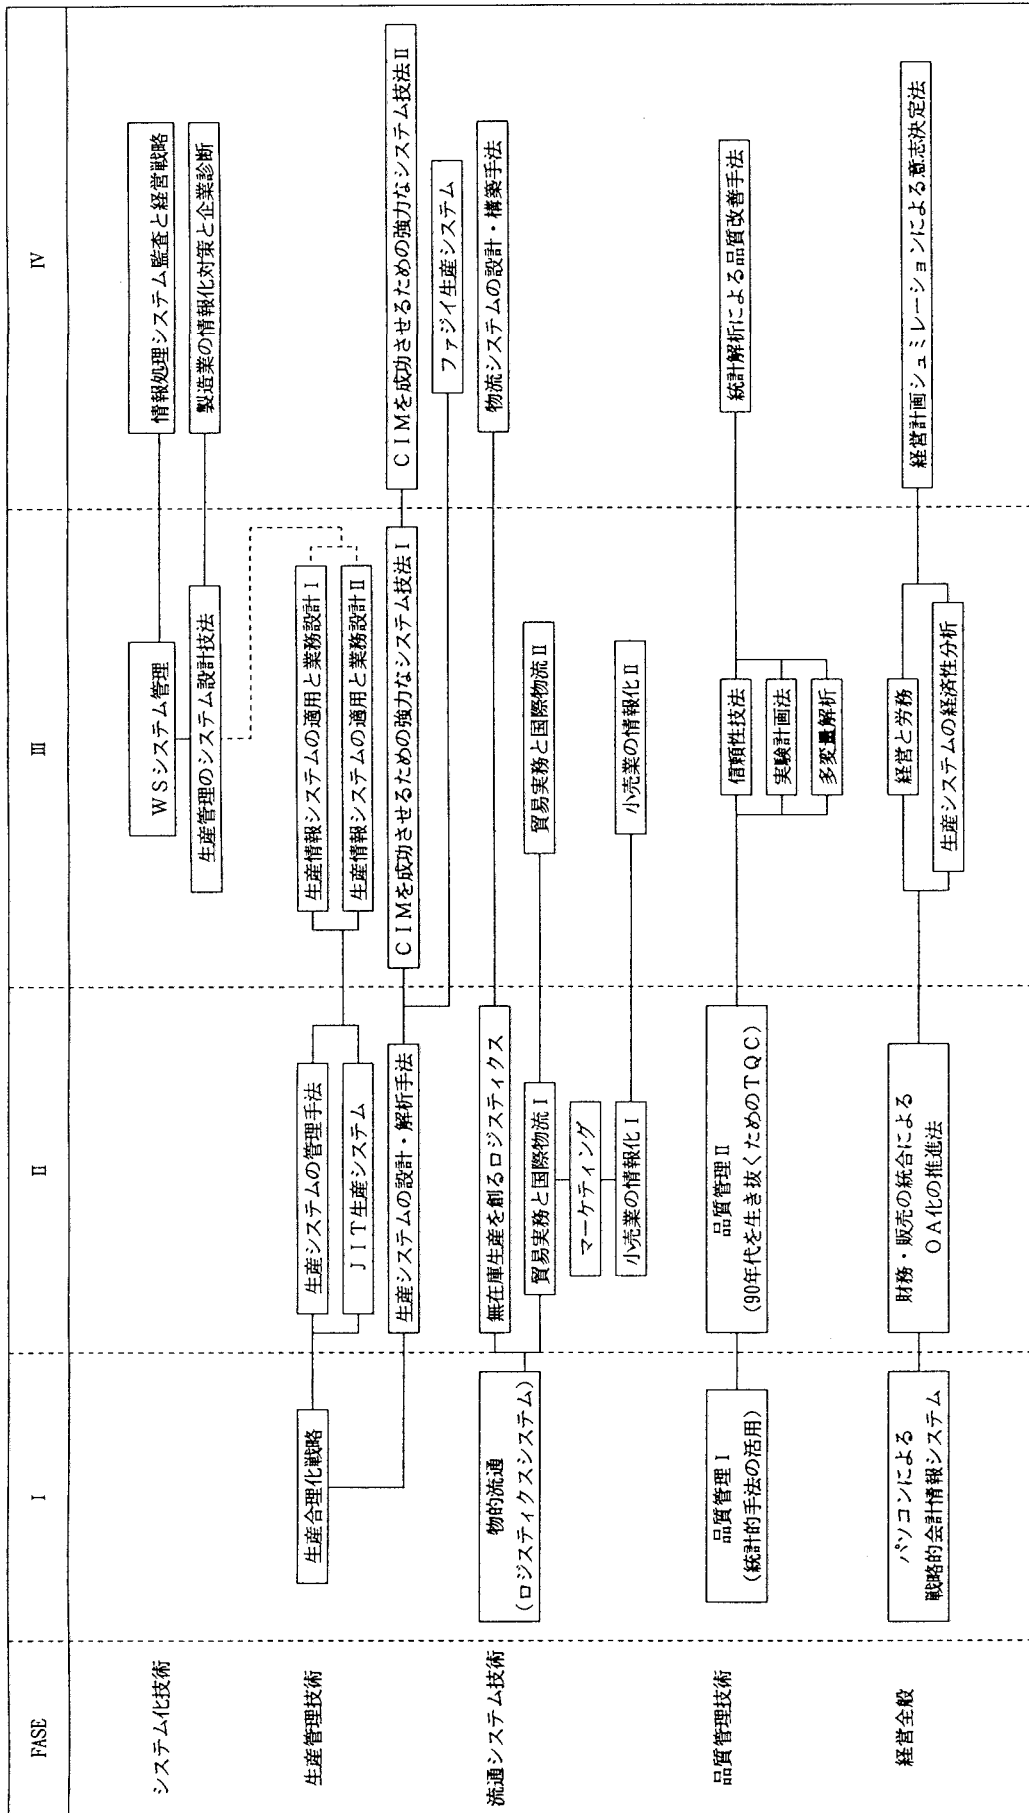 FASE
I
II
III
IV
システム化技術
WSシステム管理
情報処理システム監査と経営戦略
生産管理のシステム設計技法
製造業の情報化対策と企業診断
生産管理技術
生産合理化戦略
生産システムの管理手法
JIT生産システム
生産システムの設計・解析手法
生産情報システムの適用と業務設計I
生産情報システムの適用と業務設計II
CIMを成功させるための強力なシステム技法I
CIMを成功させるための強力なシステム技法II
ファジイ生産システム
流通システム技術
物的流通
(ロジスティクスシステム)
無在庫生産を創るロジスティクス
物流システムの設計・構築手法
貿易実務と国際物流I
貿易実務と国際物流II
マーケティング
小売業の情報化I
小売業の情報化II
品質管理技術
品質管理I
(統計的手法の活用)
品質管理II
(90年代を生き抜くためのTQC)
信頼性技法
実験計画法
多変量解析
統計解析による品質改善手法
経営全般
パソコンによる
戦略的会計情報システム
財務・販売の統合による
OA化の推進法
経営と労務
生産システムの経済性分析
経営計画シュミレーションによる意志決定法